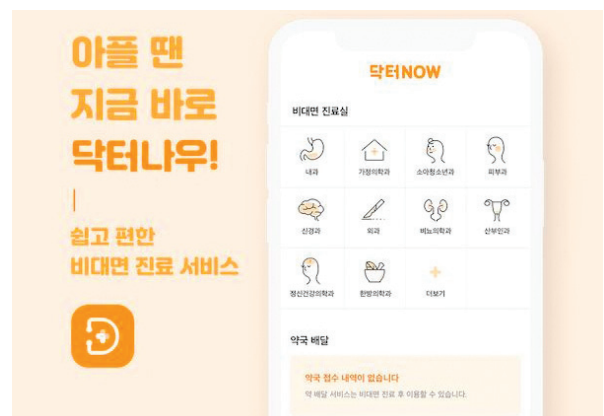 아플 땐
지금 바로
닥터나우!
쉽고 편한
비대면 진료 서비스
닥터NOW
비대면 진료실
내과 가정의학과 소아청소년과 피부과
신경과 외과 비뇨의학과 산부인과
정신건강의학과 한방의학과 더보기
약국 배달
약국 접수 내역이 없습니다
약 배달 서비스는 비대면 진료 후 이용할 수 있습니다.